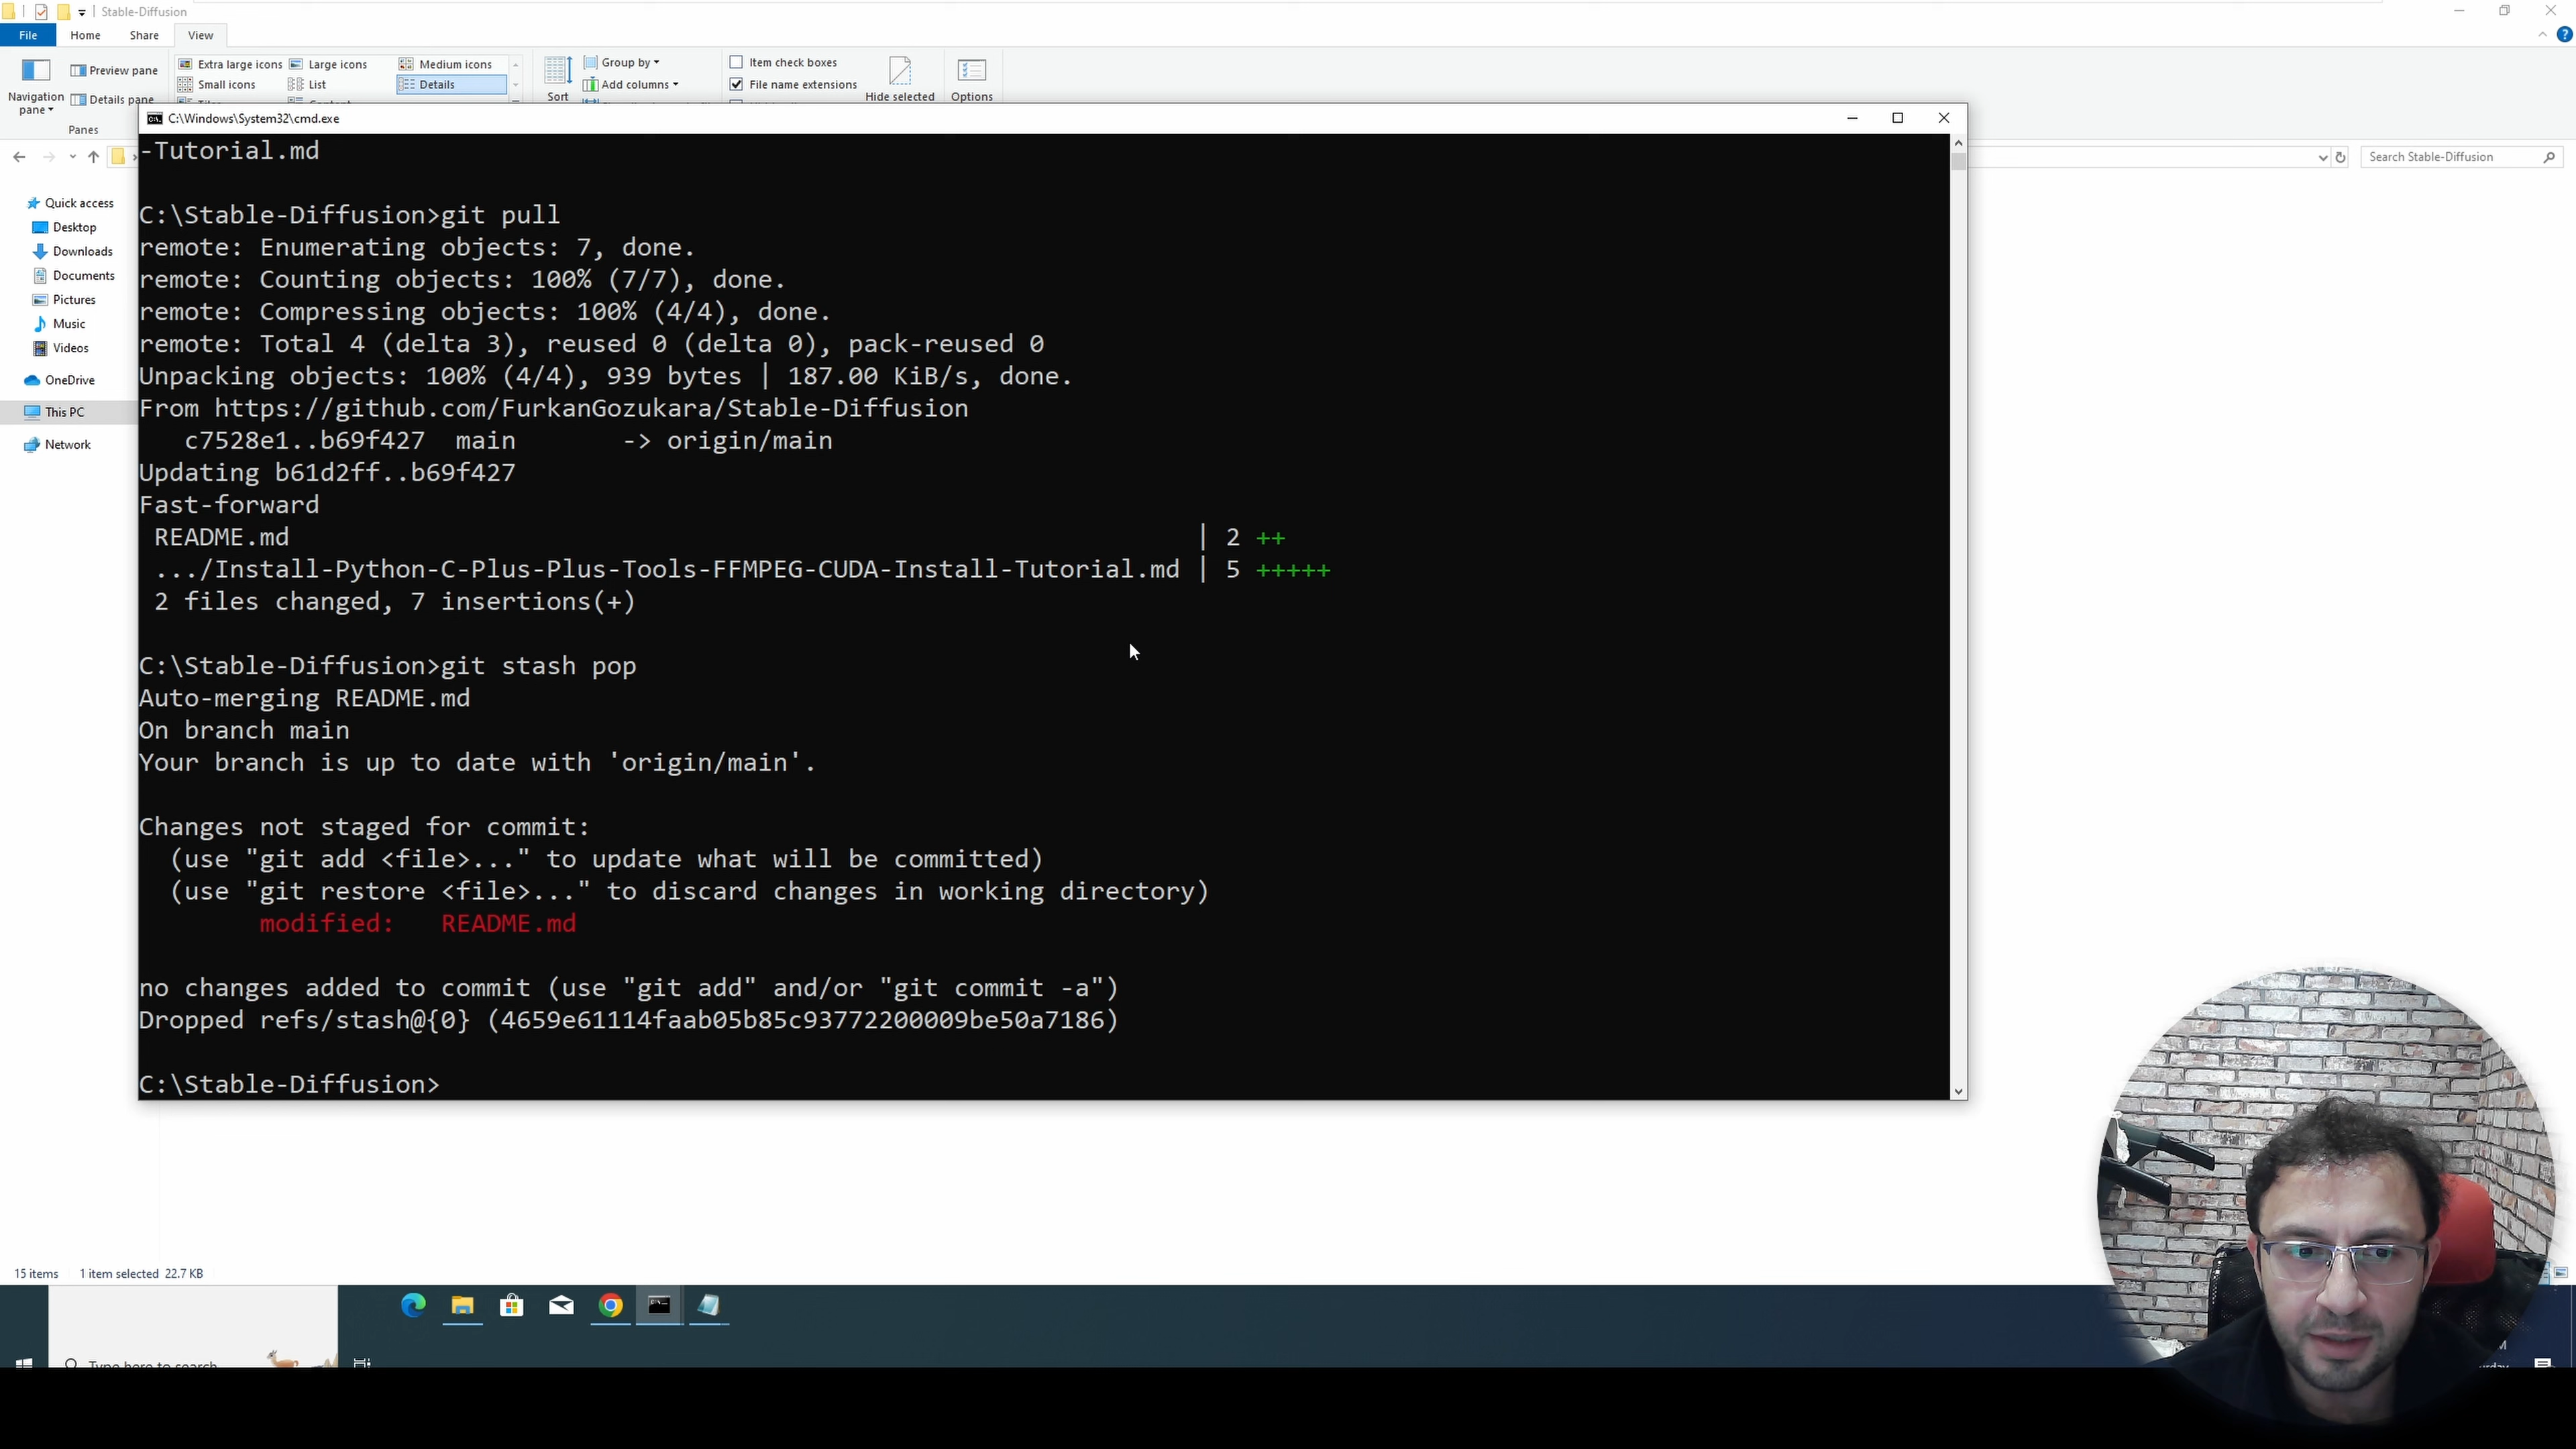 Stable-Diffusion
File Home Share View
Navigation pane
Preview pane
Details pane
Panes
Extra large icons Large icons Medium icons
Small icons List Details
Sort
Group by
Add columns
Item check boxes
File name extensions
Hide selected
Options
Search Stable-Diffusion
Quick access
Desktop
Downloads
Documents
Pictures
Music
Videos
OneDrive
This PC
Network
C:\Windows\System32\cmd.exe
-Tutorial.md
C:\Stable-Diffusion>git pull
remote: Enumerating objects: 7, done.
remote: Counting objects: 100% (7/7), done.
remote: Compressing objects: 100% (4/4), done.
remote: Total 4 (delta 3), reused 0 (delta 0), pack-reused 0
Unpacking objects: 100% (4/4), 939 bytes | 187.00 KiB/s, done.
From https://github.com/FurkanGozukara/Stable-Diffusion
c7528e1..b69f427 main -> origin/main
Updating b61d2ff..b69f427
Fast-forward
README.md | 2 ++
.../Install-Python-C-Plus-Plus-Tools-FFMPEG-CUDA-Install-Tutorial.md | 5 +++++
2 files changed, 7 insertions(+)
C:\Stable-Diffusion>git stash pop
Auto-merging README.md
On branch main
Your branch is up to date with 'origin/main'.
Changes not staged for commit:
(use "git add <file>..." to update what will be committed)
(use "git restore <file>..." to discard changes in working directory)
modified: README.md
no changes added to commit (use "git add" and/or "git commit -a")
Dropped refs/stash@{0} (4659e61114faab05b85c93772200009be50a7186)
C:\Stable-Diffusion>
15 items 1 item selected 22.7 KB
Type here to search